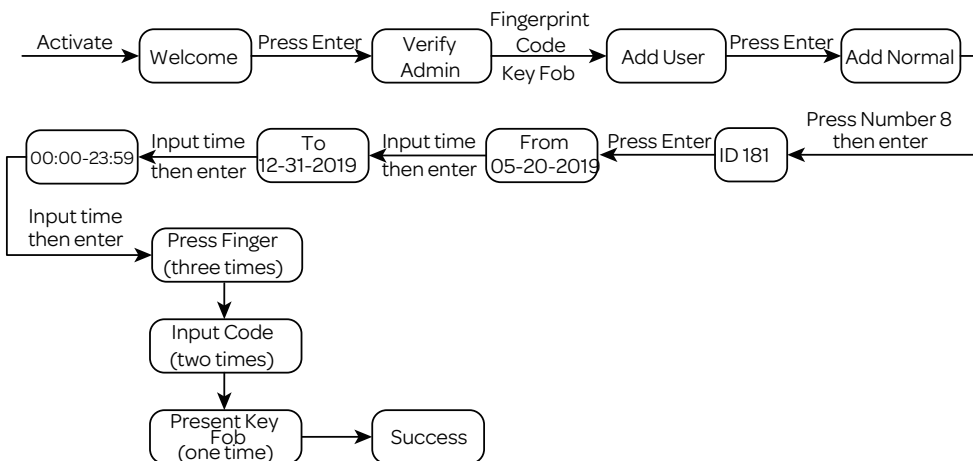 Activate
Welcome
Press Enter
Verify
Admin
Fingerprint
Code
Key Fob
Add User
Press Enter
Add Normal
Press Number 8
then enter
ID 181
Press Enter
From
05-20-2019
Input time
then enter
To
12-31-2019
Input time
then enter
00:00-23:59
Input time
then enter
Press Finger
(three times)
Input Code
(two times)
Present Key
Fob
(one time)
Success